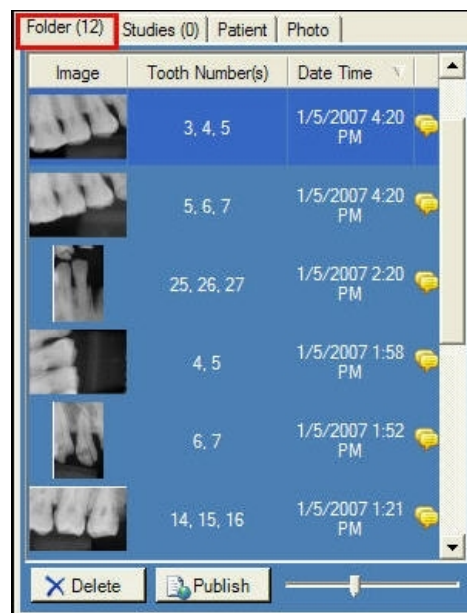 Folder (12) Studies (0) Patient Photo
Image Tooth Number(s) Date Time
3, 4, 5 1/5/2007 4:20 PM
5, 6, 7 1/5/2007 4:20 PM
25, 26, 27 1/5/2007 2:20 PM
4, 5 1/5/2007 1:58 PM
6, 7 1/5/2007 1:52 PM
14, 15, 16 1/5/2007 1:21 PM
Delete Publish